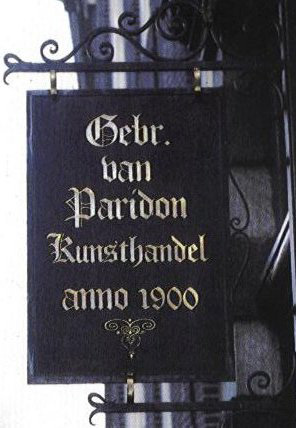 Gebr.
van
Paridon
Kunsthandel
anno 1900